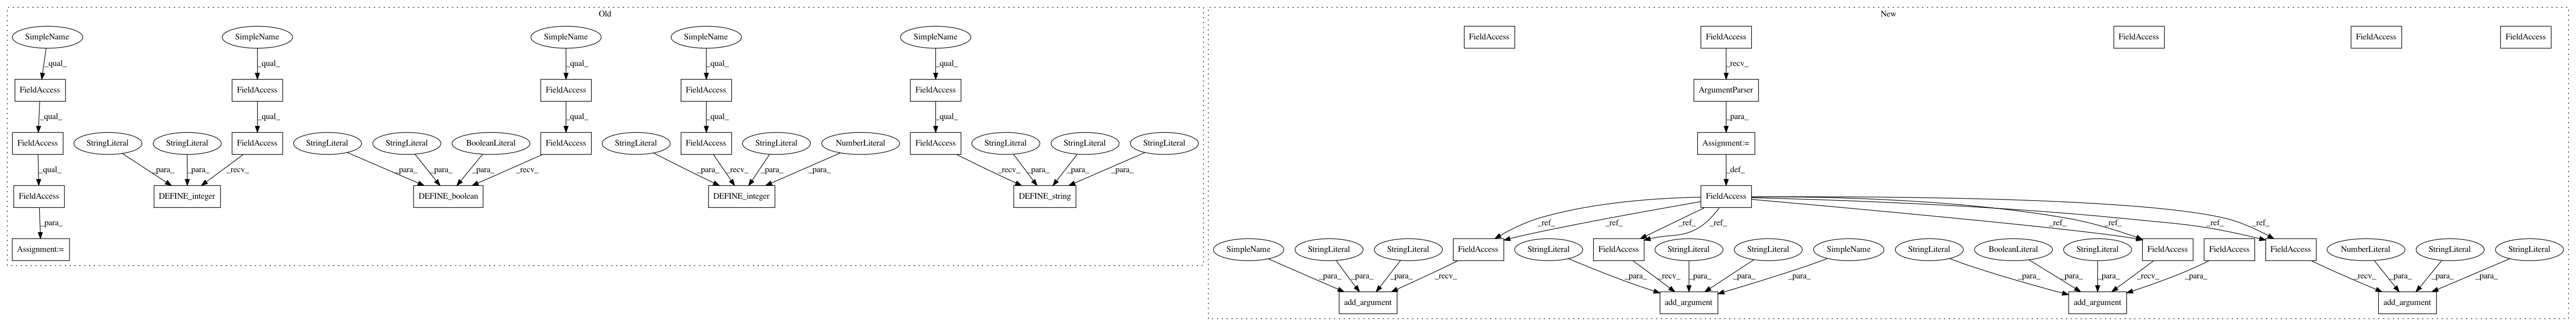 Old New
SimpleName SimpleName SimpleName SimpleName SimpleName FieldAccess FieldAccess FieldAccess FieldAccess FieldAccess
_qual_ _qual_ _qual_ _qual_ _qual_ _recv_
FieldAccess FieldAccess FieldAccess FieldAccess FieldAccess ArgumentParser
_qual_ _qual_ _qual_ _qual_ _qual_ _para_
FieldAccess StringLiteral StringLiteral FieldAccess StringLiteral StringLiteral BooleanLiteral FieldAccess StringLiteral FieldAccess StringLiteral NumberLiteral FieldAccess StringLiteral StringLiteral StringLiteral Assignment:=
_qual_ _para_ _para_ _recv_ _para_ _para_ _para_ _recv_ _para_ _recv_ _para_ _para_ _recv_ _para_ _para_ _para_ _def_
FieldAccess DEFINE_integer DEFINE_boolean DEFINE_integer DEFINE_string FieldAccess
_para_ _ref_ _ref_ _ref_ _ref_ _ref_ _ref_ _ref_ _ref_
Assignment:= SimpleName StringLiteral StringLiteral FieldAccess StringLiteral FieldAccess StringLiteral StringLiteral SimpleName StringLiteral BooleanLiteral StringLiteral FieldAccess FieldAccess FieldAccess NumberLiteral StringLiteral StringLiteral
_para_ _para_ _para_ _recv_ _para_ _recv_ _para_ _para_ _para_ _para_ _para_ _para_ _recv_ _para_ _recv_ _para_ _para_ _para_
add_argument add_argument add_argument add_argument